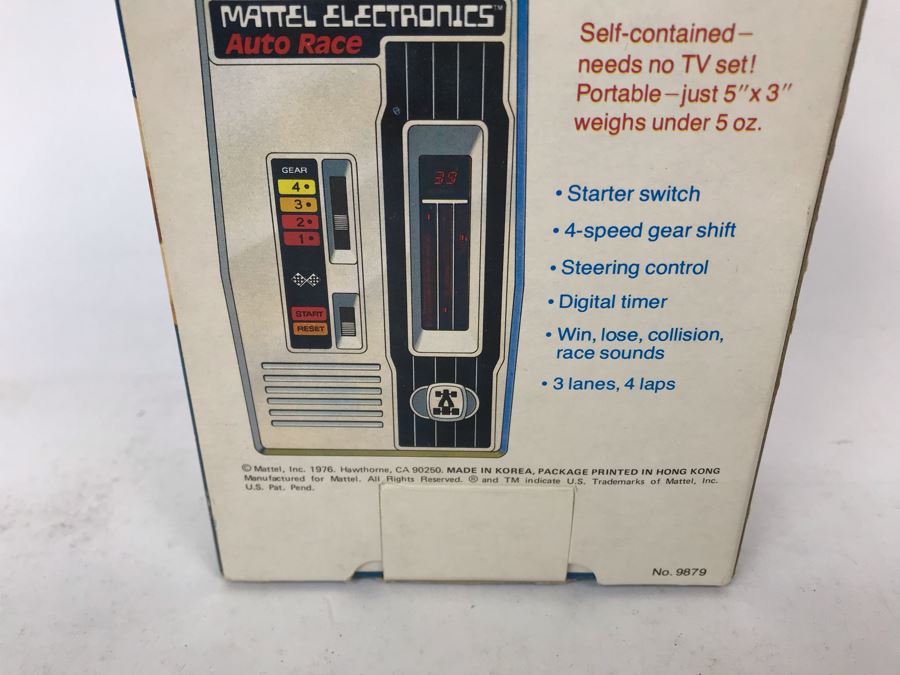 MATTEL ELECTRONICS™
Auto Race
Self-contained—
needs no TV set!
Portable—just 5"x 3"
weighs under 5 oz.
GEAR
4•
3•
2•
1•
START
RESET
39
• Starter switch
• 4-speed gear shift
• Steering control
• Digital timer
• Win, lose, collision,
race sounds
• 3 lanes, 4 laps
© Mattel, Inc. 1976. Hawthorne, CA 90250. MADE IN KOREA, PACKAGE PRINTED IN HONG KONG
Manufactured for Mattel. All Rights Reserved. ® and TM indicate U.S. Trademarks of Mattel, Inc.
U.S. Pat. Pend.
No. 9879